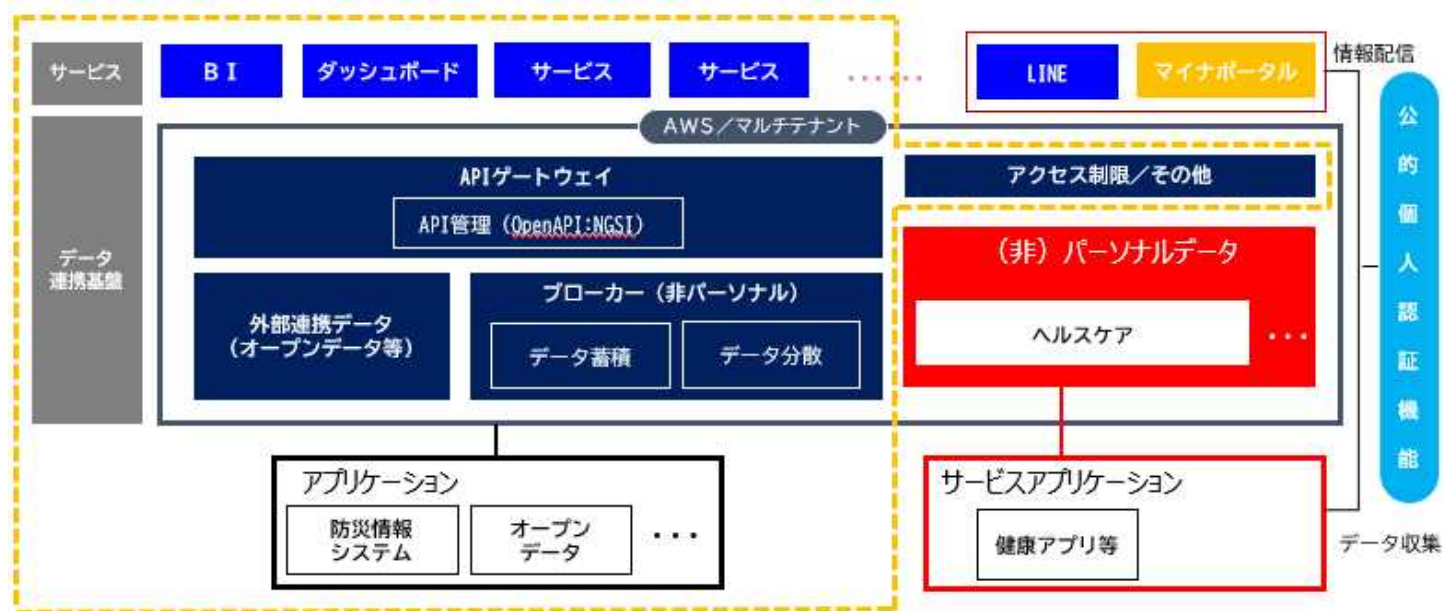 サービス
BI
ダッシュボード
サービス
サービス
......
LINE
マイナポータル
情報配信
AWS/マルチテナント
データ
連携基盤
APIゲートウェイ
API管理(OpenAPI:NGSI)
アクセス制限/その他
外部連携データ
(オープンデータ等)
ブローカー(非パーソナル)
データ蓄積
データ分散
(非)パーソナルデータ
ヘルスケア
...
公的個人認証機能
アプリケーション
防災情報
システム
オープン
データ
...
サービスアプリケーション
健康アプリ等
データ収集